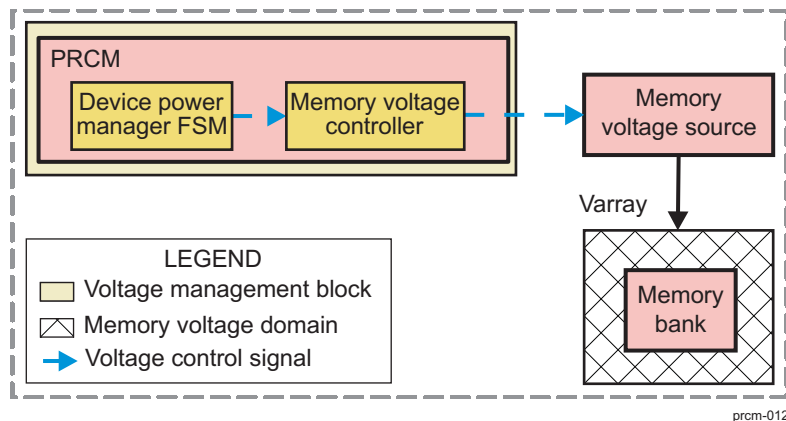 PRCM
Device power
manager FSM
Memory voltage
controller
Memory
voltage source
Varray
Memory
bank
LEGEND
Voltage management block
Memory voltage domain
Voltage control signal
prcm-012